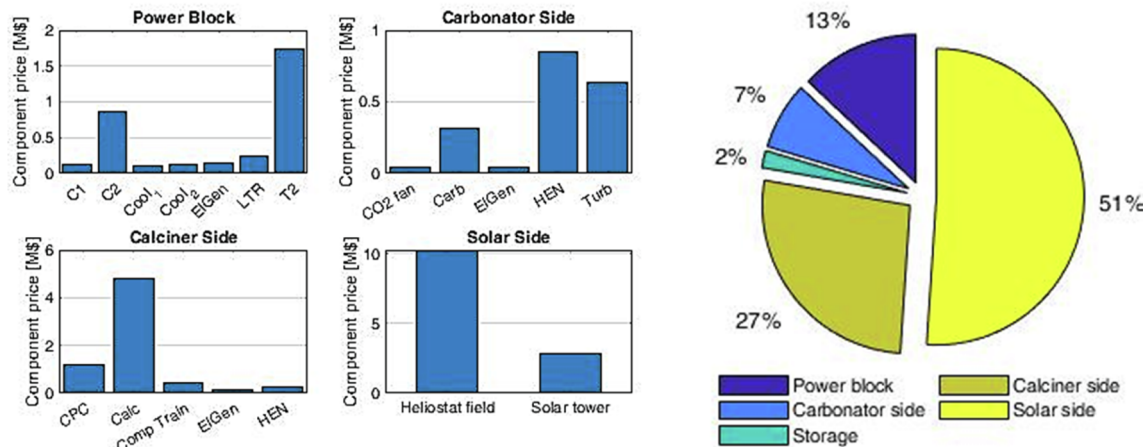 Power Block
Component price [M$]
2
1.5
1
0.5
0
C1
C2
Cool1
Cool2
ElGen
LTR
T2
Carbonator Side
Component price [M$]
1
0.5
0
CO2 fan
Carb
ElGen
HEN
Turb
Calciner Side
Component price [M$]
6
4
2
0
CPC
Calc
Comp Train
ElGen
HEN
Solar Side
Component price [M$]
10
5
0
Heliostat field
Solar tower
13%
7%
2%
27%
51%
Power block
Carbonator side
Storage
Calciner side
Solar side